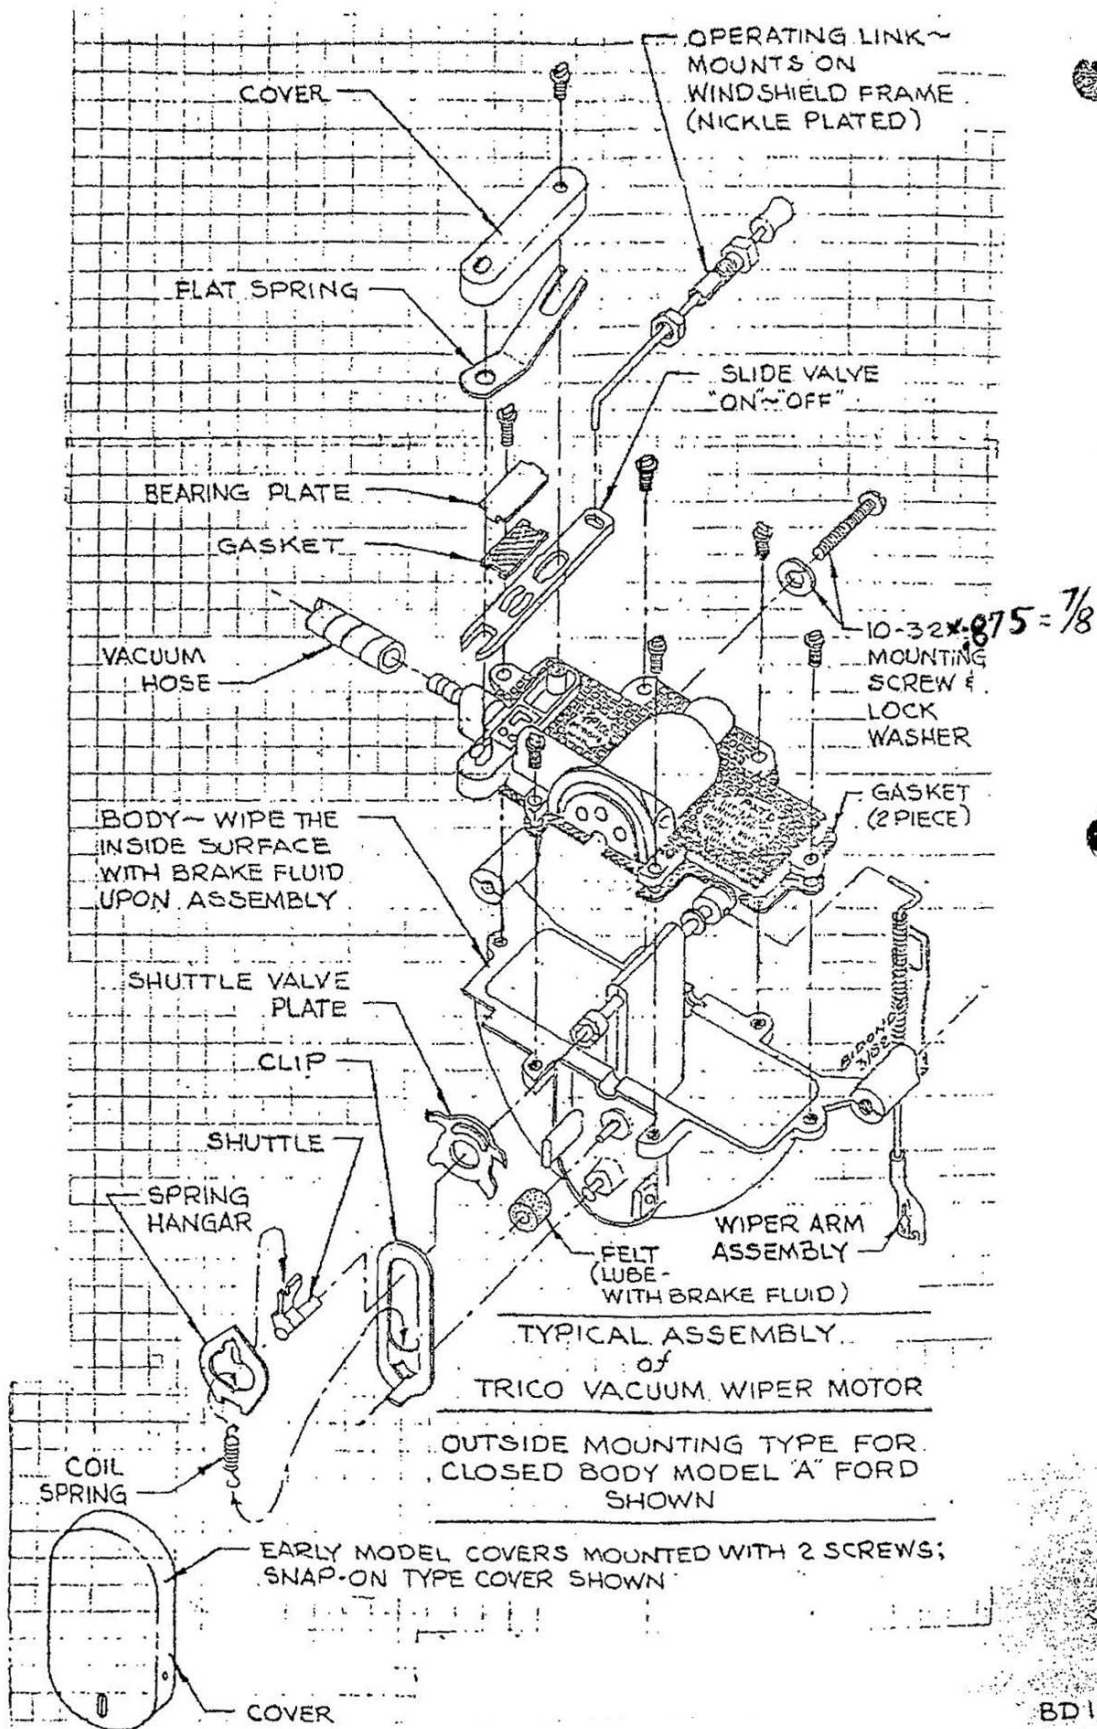 OPERATING LINK~
MOUNTS ON
WINDSHIELD FRAME
(NICKLE PLATED)
COVER
FLAT SPRING
SLIDE VALVE
"ON"~"OFF"
BEARING PLATE
GASKET
10-32x.875 = 7/8
MOUNTING
SCREW &
LOCK
WASHER
VACUUM
HOSE
GASKET
(2 PIECE)
BODY~ WIPE THE
INSIDE SURFACE
WITH BRAKE FLUID
UPON ASSEMBLY
SHUTTLE VALVE
PLATE
CLIP
SHUTTLE
SPRING
HANGAR
WIPER ARM
ASSEMBLY
FELT
(LUBE-
WITH BRAKE FLUID)
TYPICAL ASSEMBLY
of
TRICO VACUUM WIPER MOTOR
OUTSIDE MOUNTING TYPE FOR
CLOSED BODY MODEL "A" FORD
SHOWN
COIL
SPRING
EARLY MODEL COVERS MOUNTED WITH 2 SCREWS;
SNAP-ON TYPE COVER SHOWN
COVER